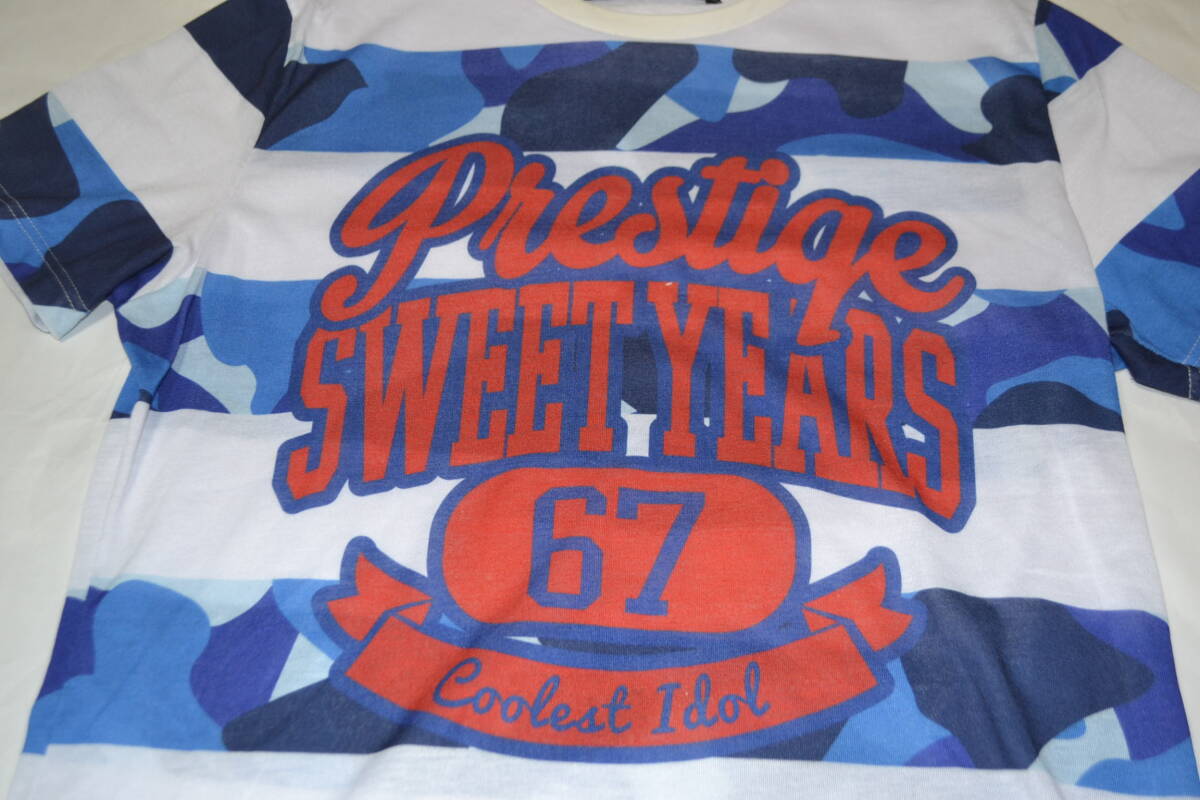 Prestige
SWEET YEARS
67
Coolest Idol